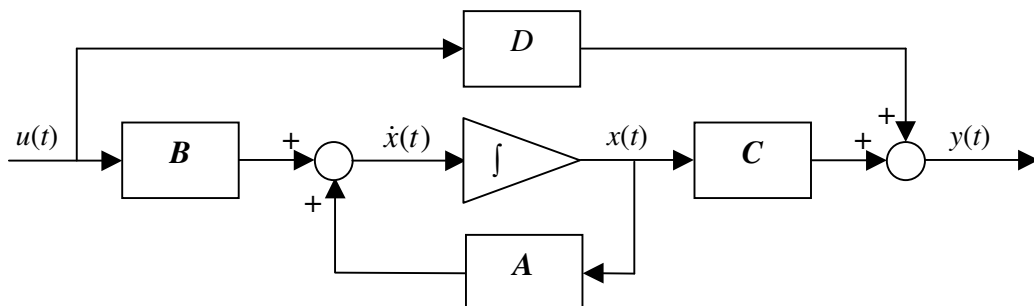 D
u(t)
B
+
ẋ(t)
∫
x(t)
C
+
+
y(t)
+
A